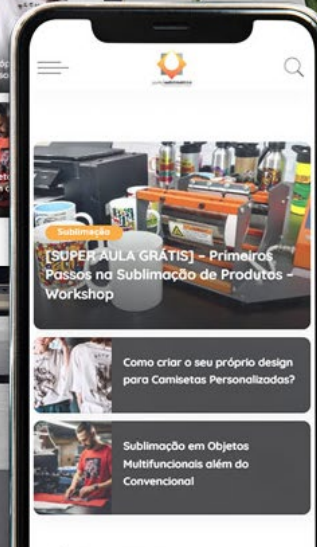 Sublimação
[SUPER AULA GRÁTIS] – Primeiros
Passos na Sublimação de Produtos –
Workshop
Como criar o seu próprio design
para Camisetas Personalizadas?
Sublimação em Objetos
Multifuncionais além do
Convencional